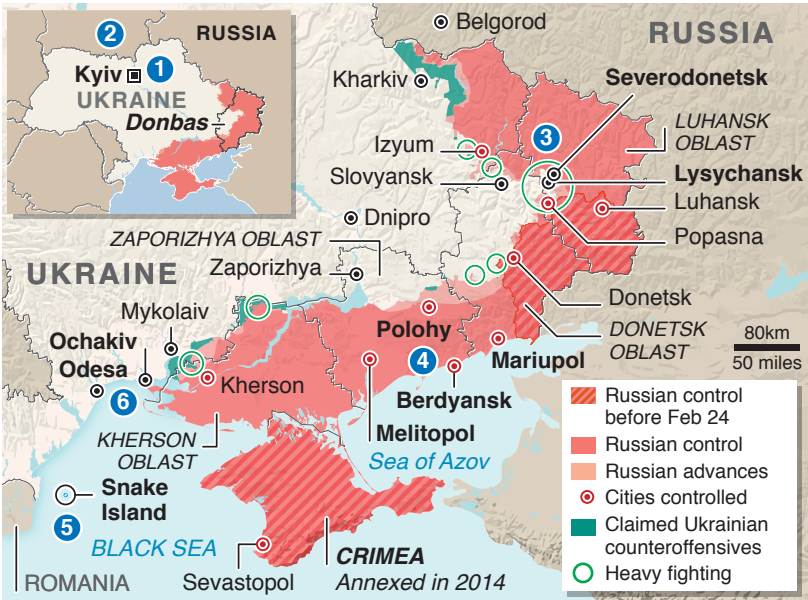 RUSSIA
2
1
Kyiv
UKRAINE
Donbas
Belgorod
RUSSIA
Kharkiv
Severodonetsk
3
LUHANSK
OBLAST
Izyum
Slovyansk
Lysychansk
Luhansk
Popasna
Dnipro
ZAPORIZHYA OBLAST
Zaporizhya
UKRAINE
Mykolaiv
Ochakiv
Odesa
6
Kherson
KHERSON
OBLAST
Polohy
4
Donetsk
DONETSK
OBLAST
Mariupol
Berdyansk
Melitopol
Sea of Azov
80km
50 miles
Snake
Island
5
BLACK SEA
ROMANIA
Sevastopol
CRIMEA
Annexed in 2014
Russian control
before Feb 24
Russian control
Russian advances
Cities controlled
Claimed Ukrainian
counteroffensives
Heavy fighting